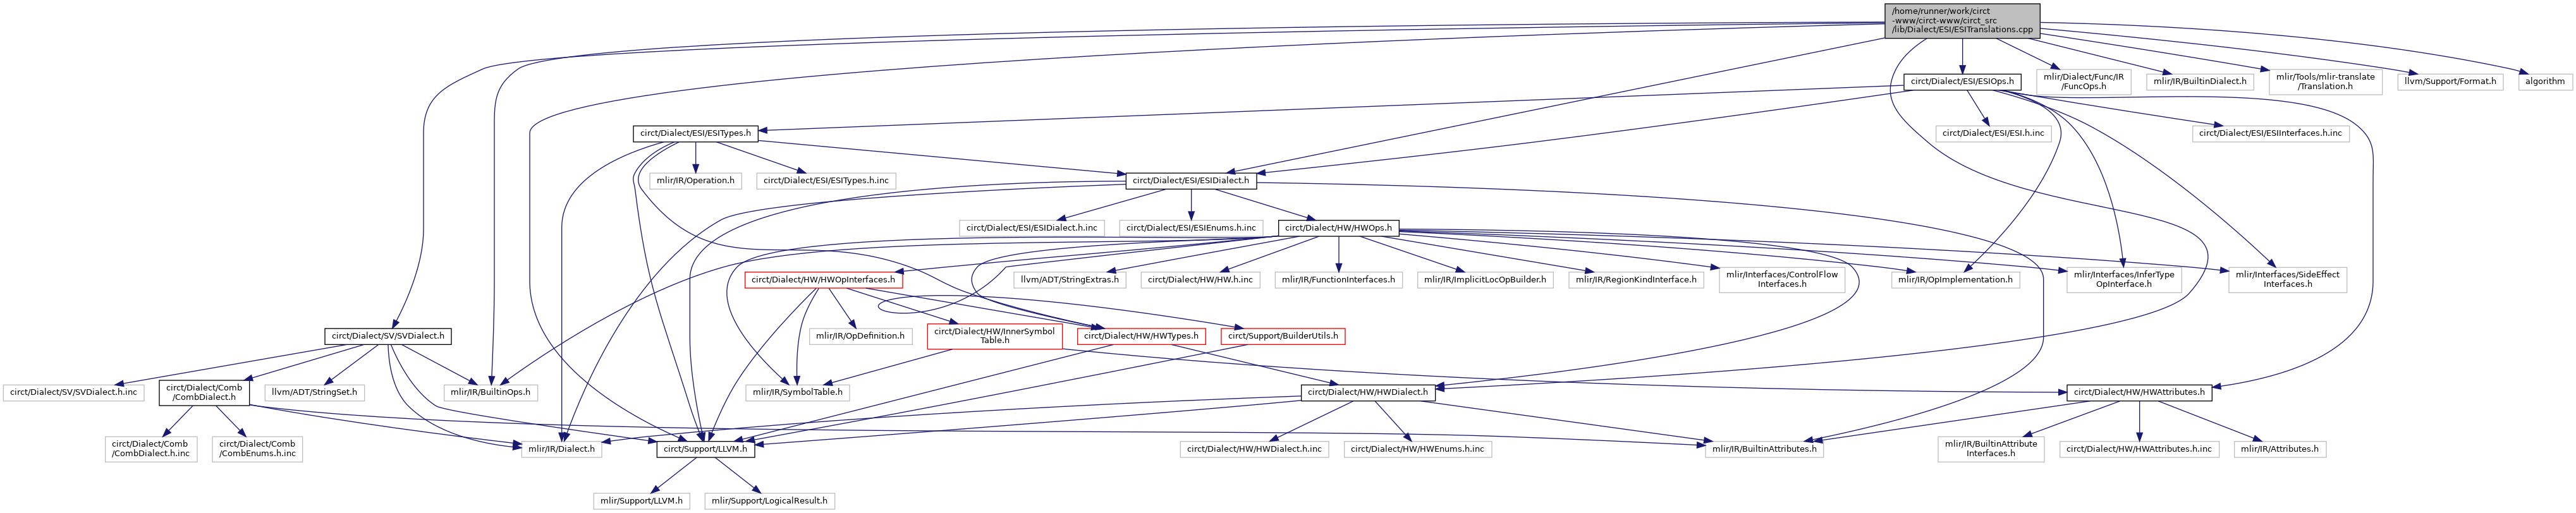 /home/runner/work/circt
-www/circt-www/circt_src
/lib/Dialect/ESI/ESITranslations.cpp
circt/Dialect/ESI/ESIOps.h
mlir/Dialect/Func/IR
/FuncOps.h
mlir/IR/BuiltinDialect.h
mlir/Tools/mlir-translate
/Translation.h
llvm/Support/Format.h
algorithm
circt/Dialect/ESI/ESITypes.h
circt/Dialect/ESI/ESI.h.inc
circt/Dialect/ESI/ESIInterfaces.h.inc
mlir/IR/Operation.h
circt/Dialect/ESI/ESITypes.h.inc
circt/Dialect/ESI/ESIDialect.h
circt/Dialect/ESI/ESIDialect.h.inc
circt/Dialect/ESI/ESIEnums.h.inc
circt/Dialect/HW/HWOps.h
circt/Dialect/HW/HWOpInterfaces.h
llvm/ADT/StringExtras.h
circt/Dialect/HW/HW.h.inc
mlir/IR/FunctionInterfaces.h
mlir/IR/ImplicitLocOpBuilder.h
mlir/IR/RegionKindInterface.h
mlir/Interfaces/ControlFlow
Interfaces.h
mlir/IR/OpImplementation.h
mlir/Interfaces/InferType
OpInterface.h
mlir/Interfaces/SideEffect
Interfaces.h
circt/Dialect/SV/SVDialect.h
mlir/IR/OpDefinition.h
circt/Dialect/HW/InnerSymbol
Table.h
circt/Dialect/HW/HWTypes.h
circt/Support/BuilderUtils.h
circt/Dialect/SV/SVDialect.h.inc
circt/Dialect/Comb
/CombDialect.h
llvm/ADT/StringSet.h
mlir/IR/BuiltinOps.h
mlir/IR/SymbolTable.h
circt/Dialect/HW/HWDialect.h
circt/Dialect/HW/HWAttributes.h
circt/Dialect/Comb
/CombDialect.h.inc
circt/Dialect/Comb
/CombEnums.h.inc
mlir/IR/Dialect.h
circt/Support/LLVM.h
circt/Dialect/HW/HWDialect.h.inc
circt/Dialect/HW/HWEnums.h.inc
mlir/IR/BuiltinAttributes.h
mlir/IR/BuiltinAttribute
Interfaces.h
circt/Dialect/HW/HWAttributes.h.inc
mlir/IR/Attributes.h
mlir/Support/LLVM.h
mlir/Support/LogicalResult.h